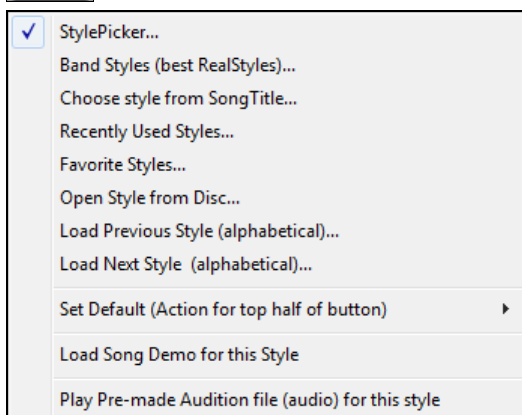 StylePicker...
Band Styles (best RealStyles)...
Choose style from SongTitle...
Recently Used Styles...
Favorite Styles...
Open Style from Disc...
Load Previous Style (alphabetical)...
Load Next Style (alphabetical)...
Set Default (Action for top half of button)
Load Song Demo for this Style
Play Pre-made Audition file (audio) for this style